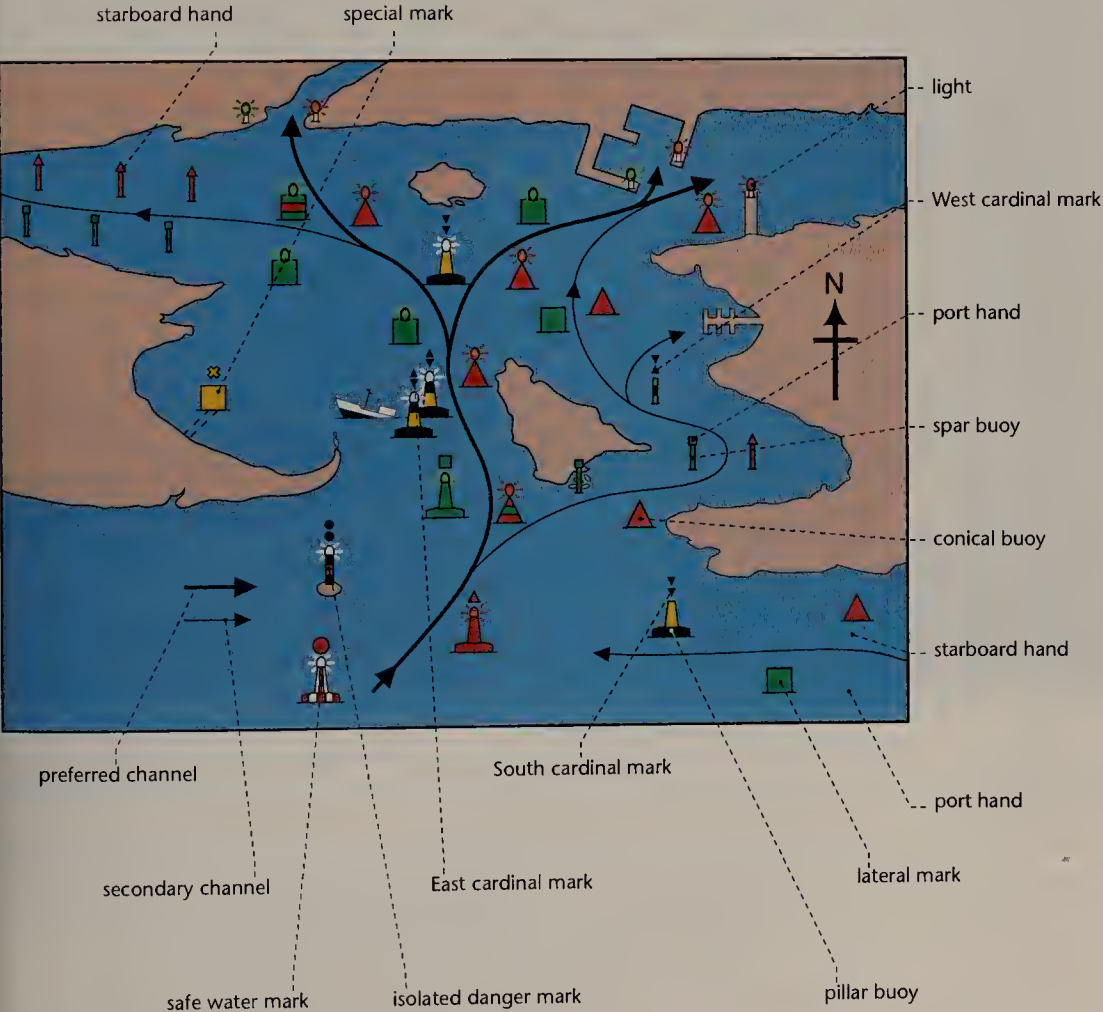 starboard hand
special mark
light
West cardinal mark
N
port hand
spar buoy
conical buoy
starboard hand
preferred channel
South cardinal mark
port hand
secondary channel
East cardinal mark
lateral mark
safe water mark
isolated danger mark
pillar buoy